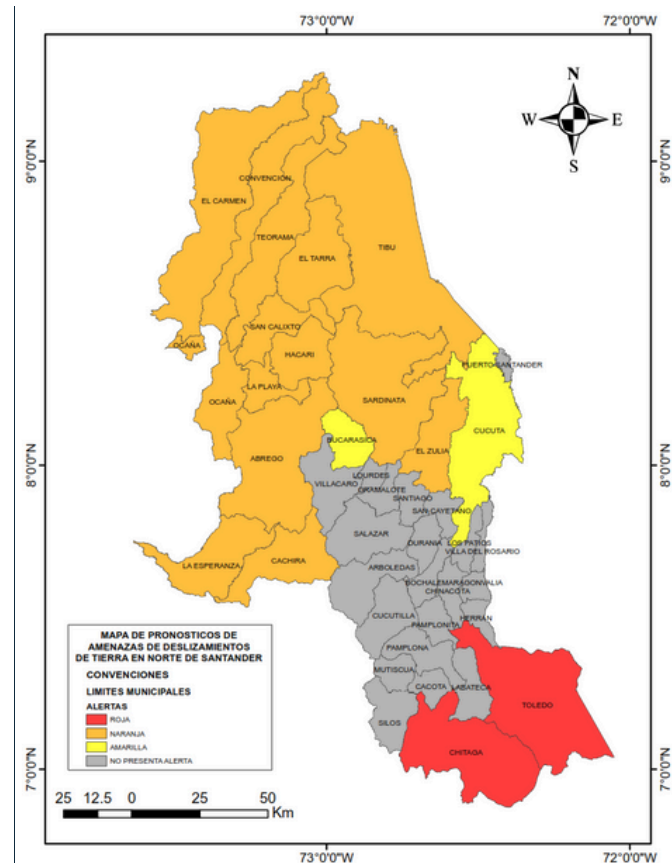 73°0'0"W
72°0'0"W
N
W
E
S
9°0'0"N
9°0'0"N
CONVENCIÓN
EL CARMEN
TEORAMA
TIBU
EL TARRA
SAN CALIXTO
OCAÑA
HACARI
PUERTO SANTANDER
LA PLAYA
OCAÑA
SARDINATA
CUCUTA
BUCARASICA
ABREGO
EL ZULIA
8°0'0"N
8°0'0"N
LOURDES
VILLACARO
GRAMALOTE
SANTIAGO
SAN CAYETANO
SALAZAR
DURANIA
LOS PATIOS
VILLA DEL ROSARIO
CACHIRA
LA ESPERANZA
ARBOLEDAS
BOCHALEMA
RAGONVALIA
CHINACOTA
CUCUTILLA
HERRAN
PAMPLONITA
PAMPLONA
MUTISCUA
CACOTA
LABATECA
TOLEDO
SILOS
CHITAGA
MAPA DE PRONOSTICOS DE
AMENAZAS DE DESLIZAMIENTOS
DE TIERRA EN NORTE DE SANTANDER
CONVENCIONES
LIMITES MUNICIPALES
ALERTAS
ROJA
NARANJA
AMARILLA
NO PRESENTA ALERTA
7°0'0"N
7°0'0"N
25 12.5 0 25 50
Km
73°0'0"W
72°0'0"W